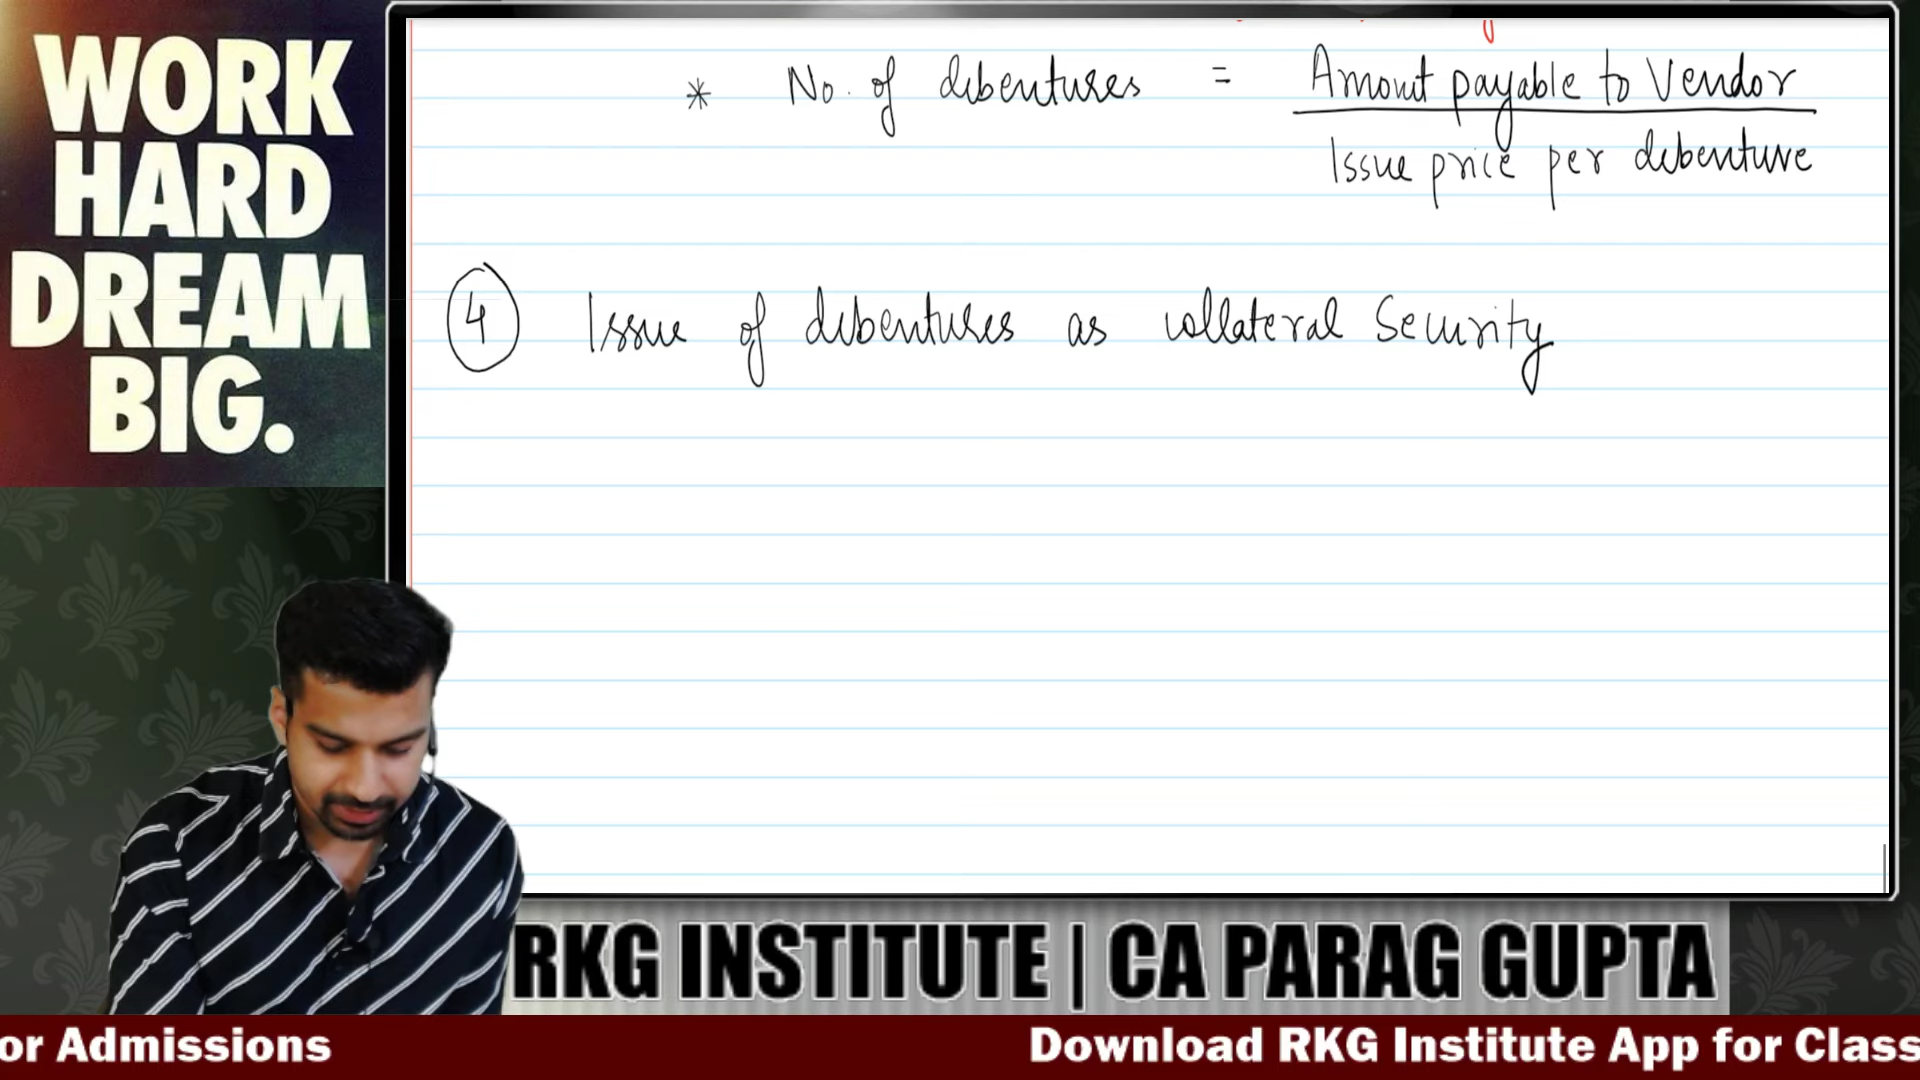 WORK
HARD
DREAM
BIG.
* No. of debentures = Amount payable to Vendor
Issue price per debenture
4 Issue of debentures as collateral Security
RKG INSTITUTE | CA PARAG GUPTA
or Admissions Download RKG Institute App for Class